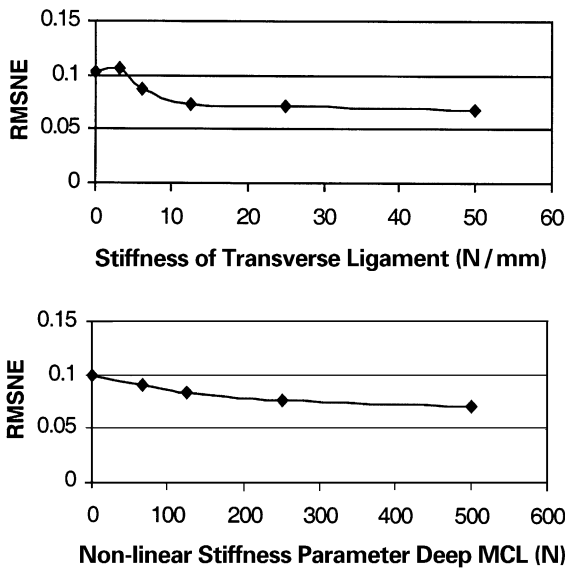 0.15
0.1
0.05
0
RMSNE
0 10 20 30 40 50 60
Stiffness of Transverse Ligament (N / mm)
0.15
0.1
0.05
0
RMSNE
0 100 200 300 400 500 600
Non-linear Stiffness Parameter Deep MCL (N)